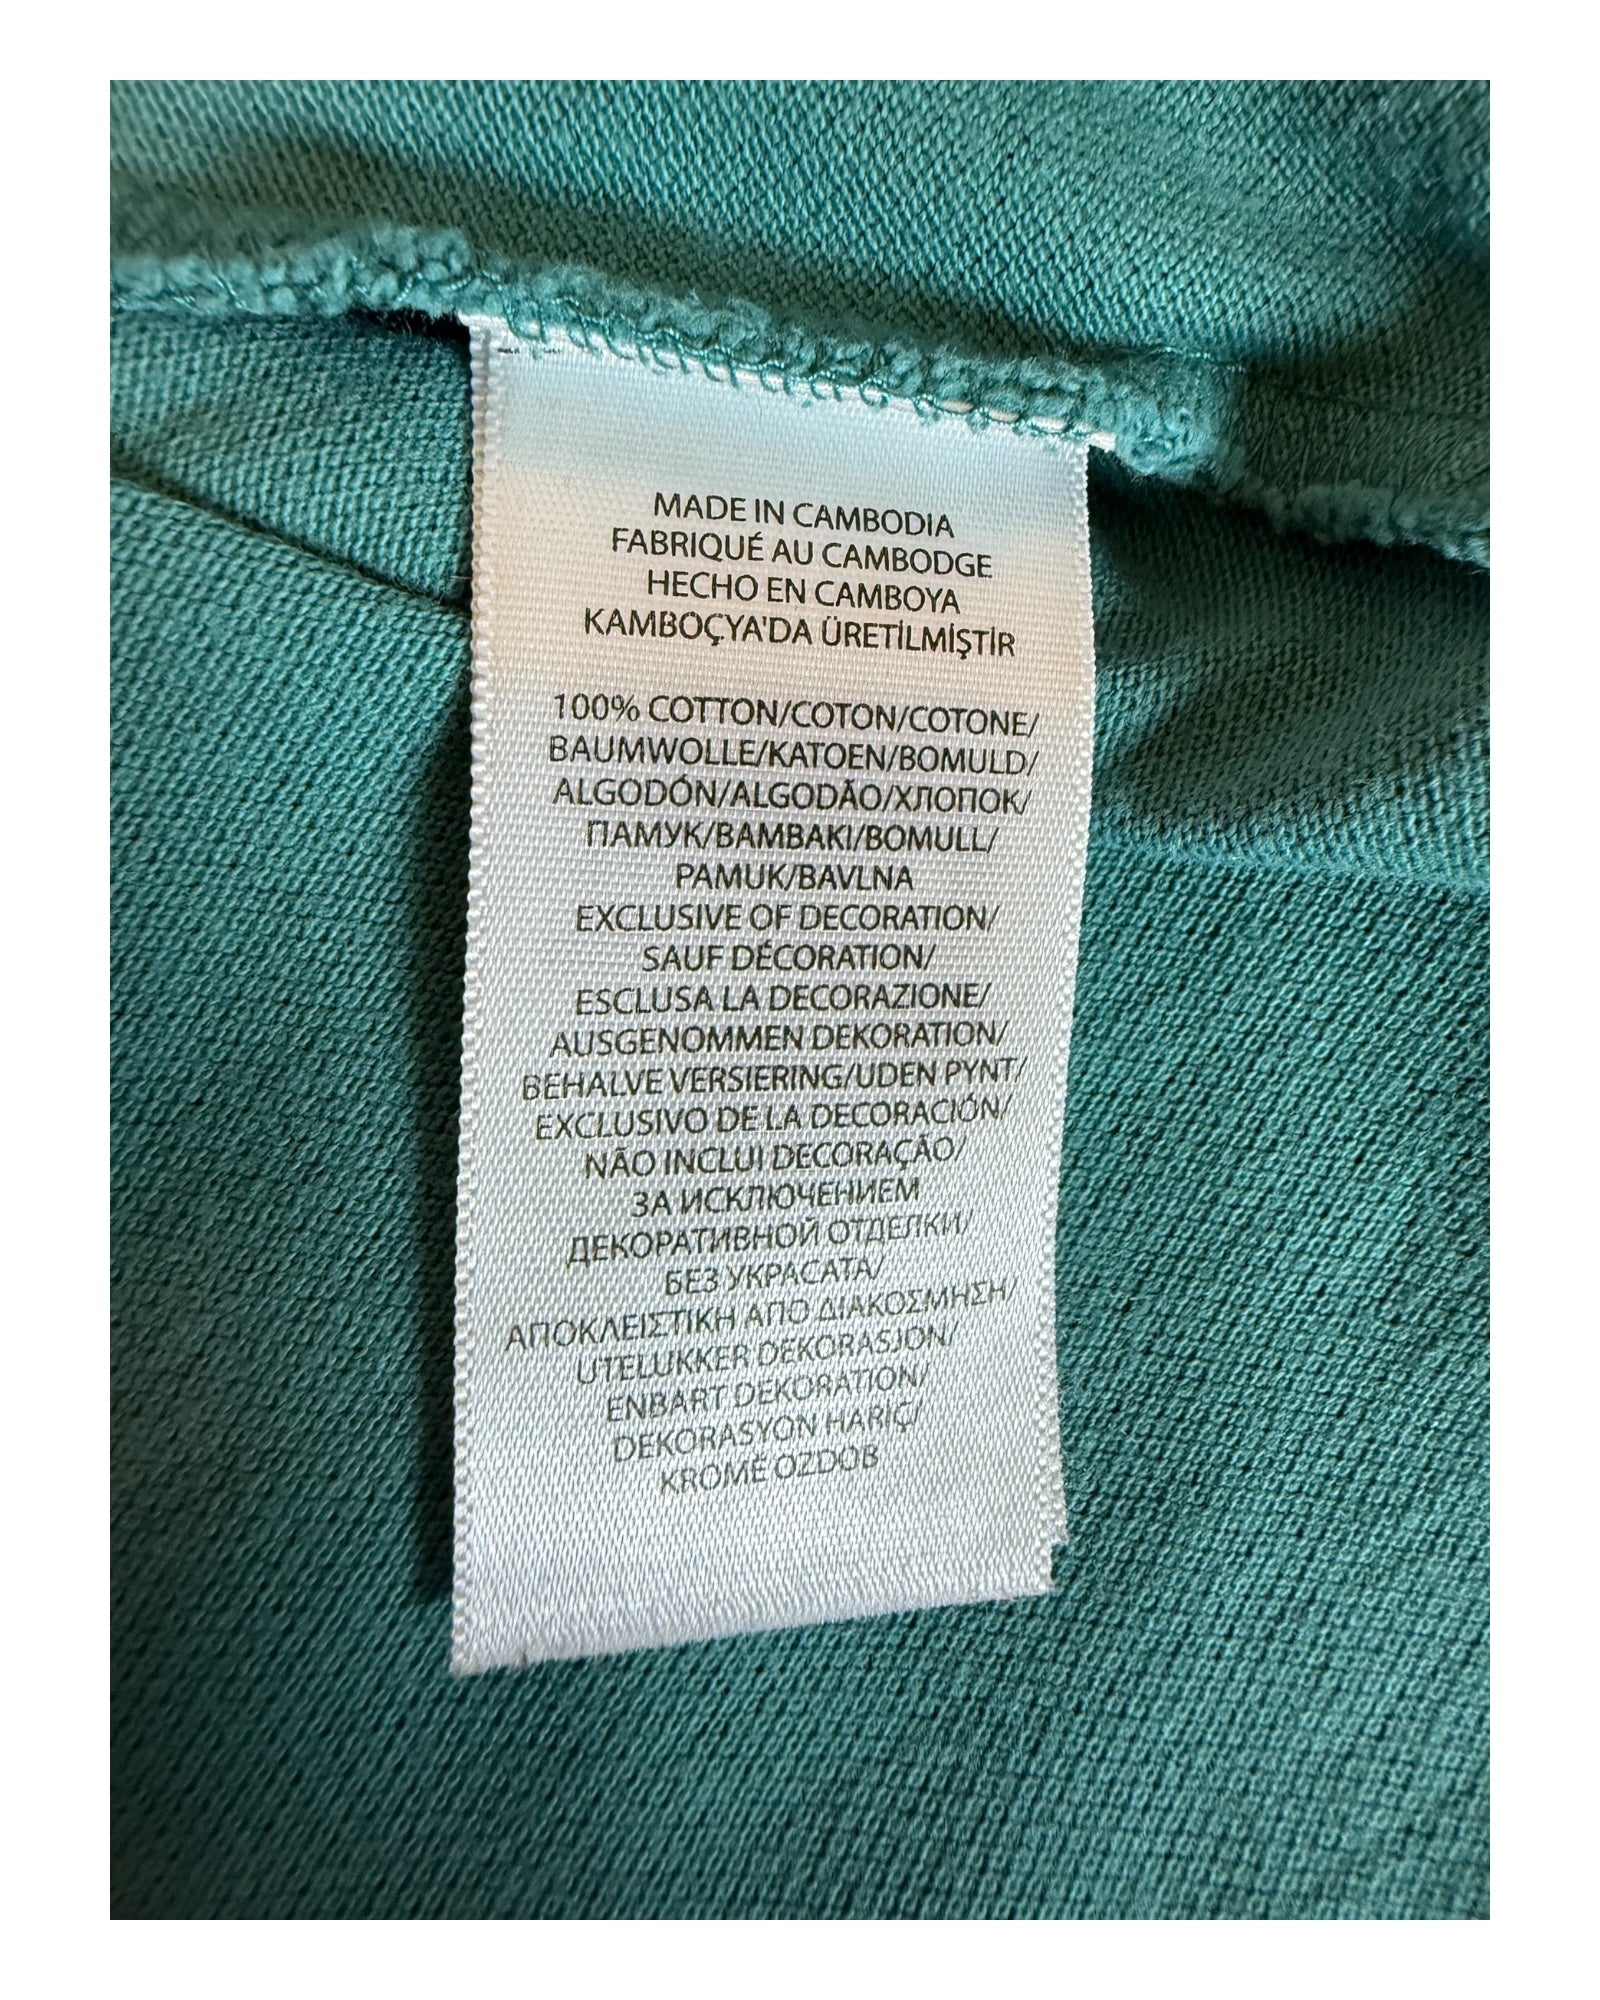 MADE IN CAMBODIA
FABRIQUÉ AU CAMBODGE
HECHO EN CAMBOYA
KAMBOÇYA'DA ÜRETİLMİŞTİR
100% COTTON/COTON/COTONE/
BAUMWOLLE/KATOEN/BOMULD/
ALGODÓN/ALGODÃO/ХЛОПОК/
ПАМУК/ΒΑΜΒΑΚΙ/BOMULL/
PAMUK/BAVLNA
EXCLUSIVE OF DECORATION/
SAUF DÉCORATION/
ESCLUSA LA DECORAZIONE/
AUSGENOMMEN DEKORATION/
BEHALVE VERSIERING/UDEN PYNT/
EXCLUSIVO DE LA DECORACIÓN/
NÃO INCLUI DECORAÇÃO/
ЗА ИСКЛЮЧЕНИЕМ
ДЕКОРАТИВНОЙ ОТДЕЛКИ/
БЕЗ УКРАСАТА/
ΑΠΟΚΛΕΙΣΤΙΚΗ ΑΠΟ ΔΙΑΚΟΣΜΗΣΗ/
UTELUKKER DEKORASJON/
ENBART DEKORATION/
DEKORASYON HARİÇ/
KROMĚ OZDOB